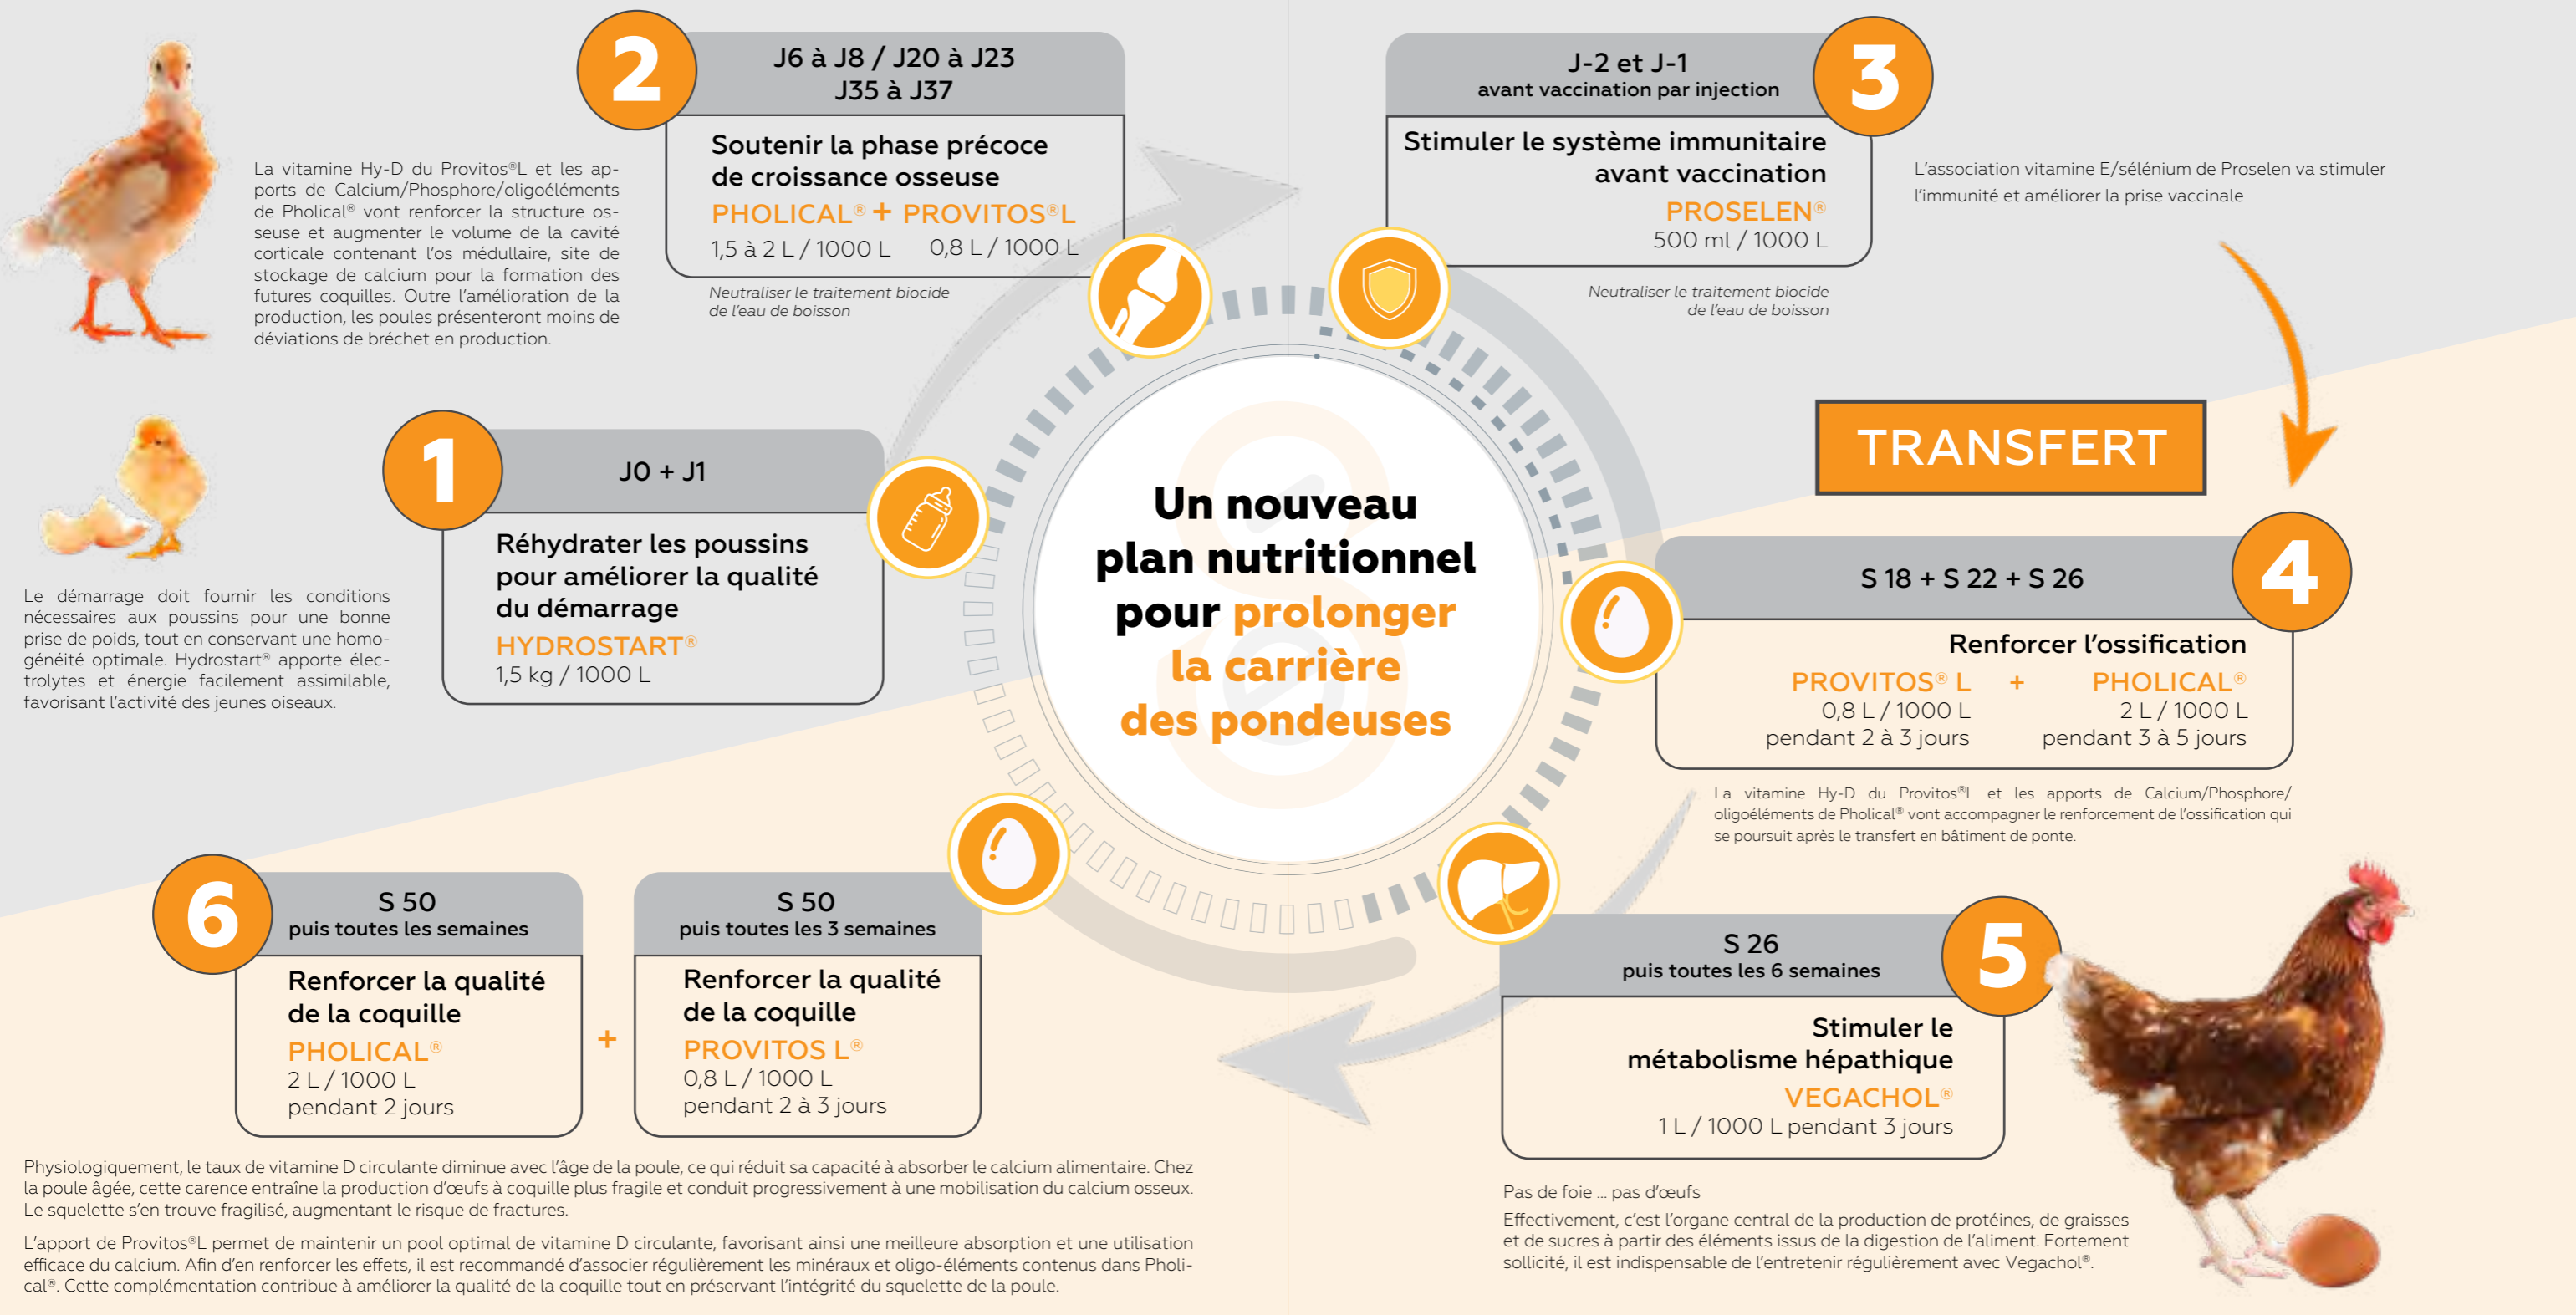 Un nouveau
plan nutritionnel
pour prolonger
la carrière
des pondeuses
1
J0 + J1
Réhydrater les poussins
pour améliorer la qualité
du démarrage
HYDROSTART®
1,5 kg / 1000 L
Le démarrage doit fournir les conditions
nécessaires aux poussins pour une bonne
prise de poids, tout en conservant une homo-
généité optimale. Hydrostart® apporte élec-
trolytes et énergie facilement assimilable,
favorisant l'activité des jeunes oiseaux.
2
J6 à J8 / J20 à J23
J35 à J37
Soutenir la phase précoce
de croissance osseuse
PHOLICAL® + PROVITOS®L
1,5 à 2 L / 1000 L 0,8 L / 1000 L
Neutraliser le traitement biocide
de l'eau de boisson
La vitamine Hy-D du Provitos®L et les ap-
ports de Calcium/Phosphore/oligoéléments
de Pholical® vont renforcer la structure os-
seuse et augmenter le volume de la cavité
corticale contenant l'os médullaire, site de
stockage de calcium pour la formation des
futures coquilles. Outre l'amélioration de la
production, les poules présenteront moins de
déviations de bréchet en production.
3
J-2 et J-1
avant vaccination par injection
Stimuler le système immunitaire
avant vaccination
PROSELEN®
500 ml / 1000 L
Neutraliser le traitement biocide
de l'eau de boisson
L'association vitamine E/sélénium de Proselen va stimuler
l'immunité et améliorer la prise vaccinale
TRANSFERT
4
S 18 + S 22 + S 26
Renforcer l'ossification
PROVITOS® L + PHOLICAL®
0,8 L / 1000 L 2 L / 1000 L
pendant 2 à 3 jours pendant 3 à 5 jours
La vitamine Hy-D du Provitos®L et les apports de Calcium/Phosphore/
oligoéléments de Pholical® vont accompagner le renforcement de l'ossification qui
se poursuit après le transfert en bâtiment de ponte.
5
S 26
puis toutes les 6 semaines
Stimuler le
métabolisme hépathique
VEGACHOL®
1 L / 1000 L pendant 3 jours
Pas de foie ... pas d'œufs
Effectivement, c'est l'organe central de la production de protéines, de graisses
et de sucres à partir des éléments issus de la digestion de l'aliment. Fortement
sollicité, il est indispensable de l'entretenir régulièrement avec Vegachol®.
6
S 50
puis toutes les semaines
Renforcer la qualité
de la coquille
PHOLICAL®
2 L / 1000 L
pendant 2 jours
+
S 50
puis toutes les 3 semaines
Renforcer la qualité
de la coquille
PROVITOS L®
0,8 L / 1000 L
pendant 2 à 3 jours
Physiologiquement, le taux de vitamine D circulante diminue avec l'âge de la poule, ce qui réduit sa capacité à absorber le calcium alimentaire. Chez
la poule âgée, cette carence entraîne la production d'œufs à coquille plus fragile et conduit progressivement à une mobilisation du calcium osseux.
Le squelette s'en trouve fragilisé, augmentant le risque de fractures.
L'apport de Provitos®L permet de maintenir un pool optimal de vitamine D circulante, favorisant ainsi une meilleure absorption et une utilisation
efficace du calcium. Afin d'en renforcer les effets, il est recommandé d'associer régulièrement les minéraux et oligo-éléments contenus dans Pholi-
cal®. Cette complémentation contribue à améliorer la qualité de la coquille tout en préservant l'intégrité du squelette de la poule.